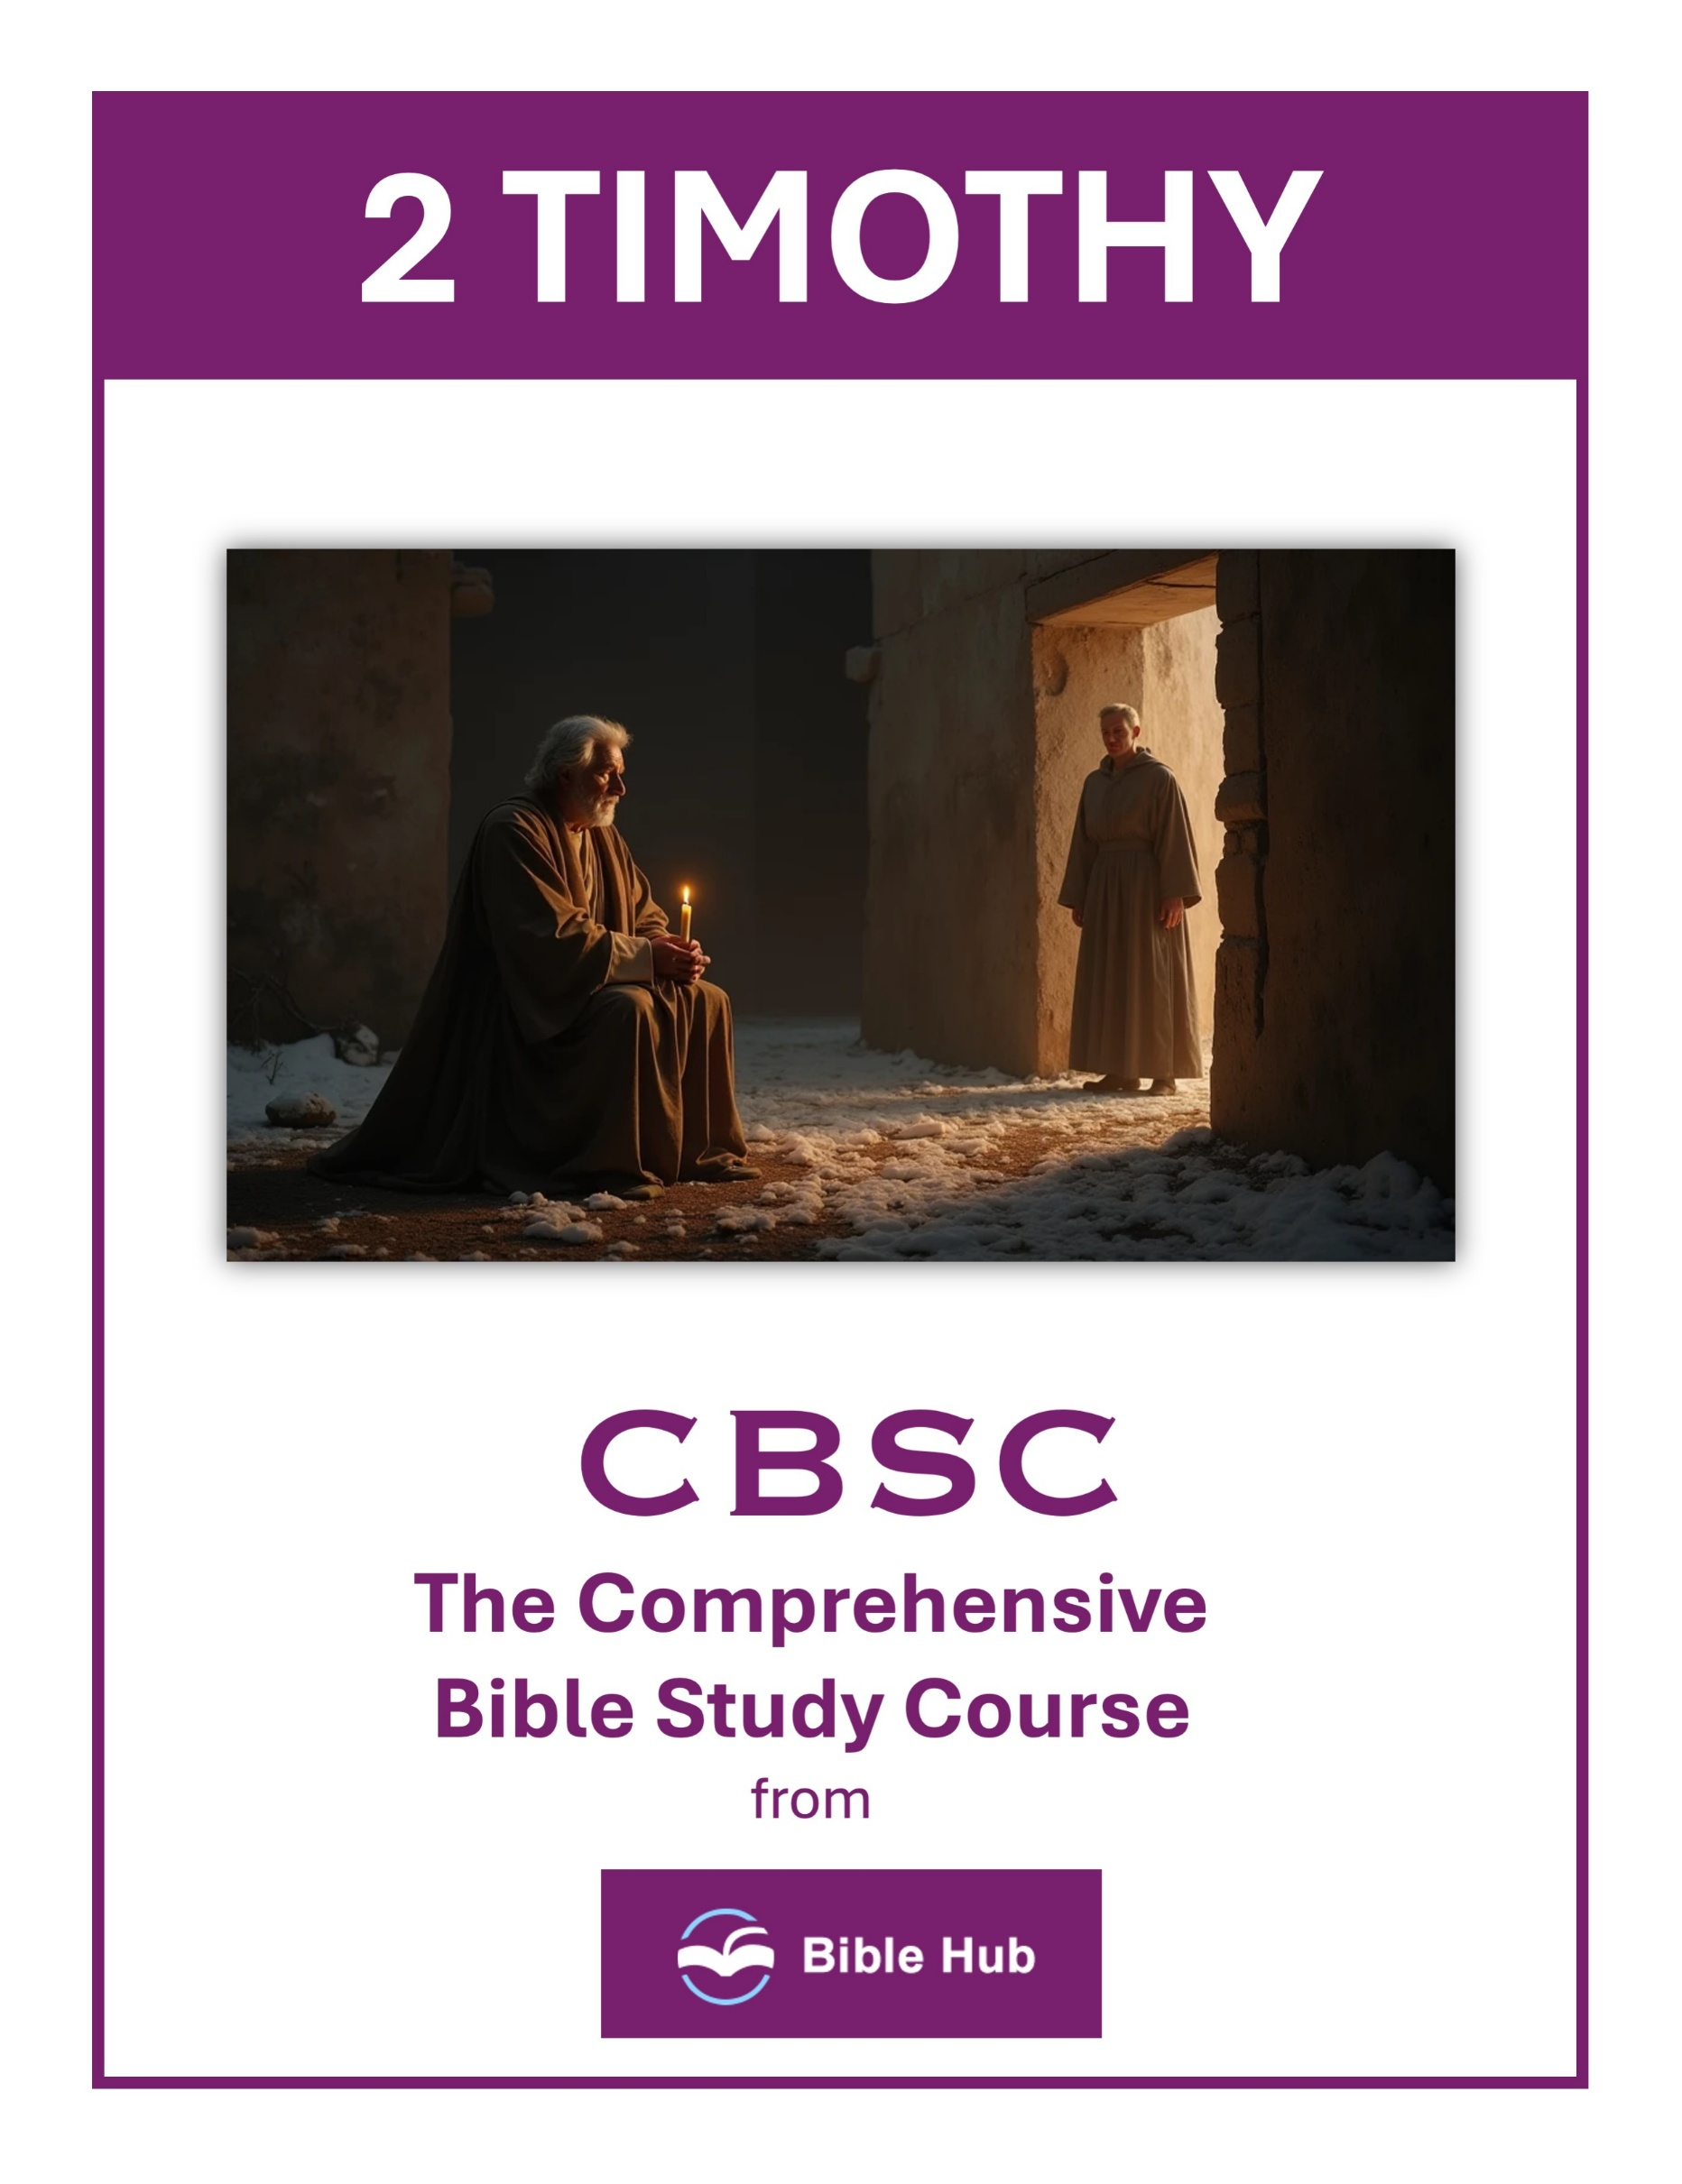 2 TIMOTHY
CBSC
The Comprehensive
Bible Study Course
from
Bible Hub